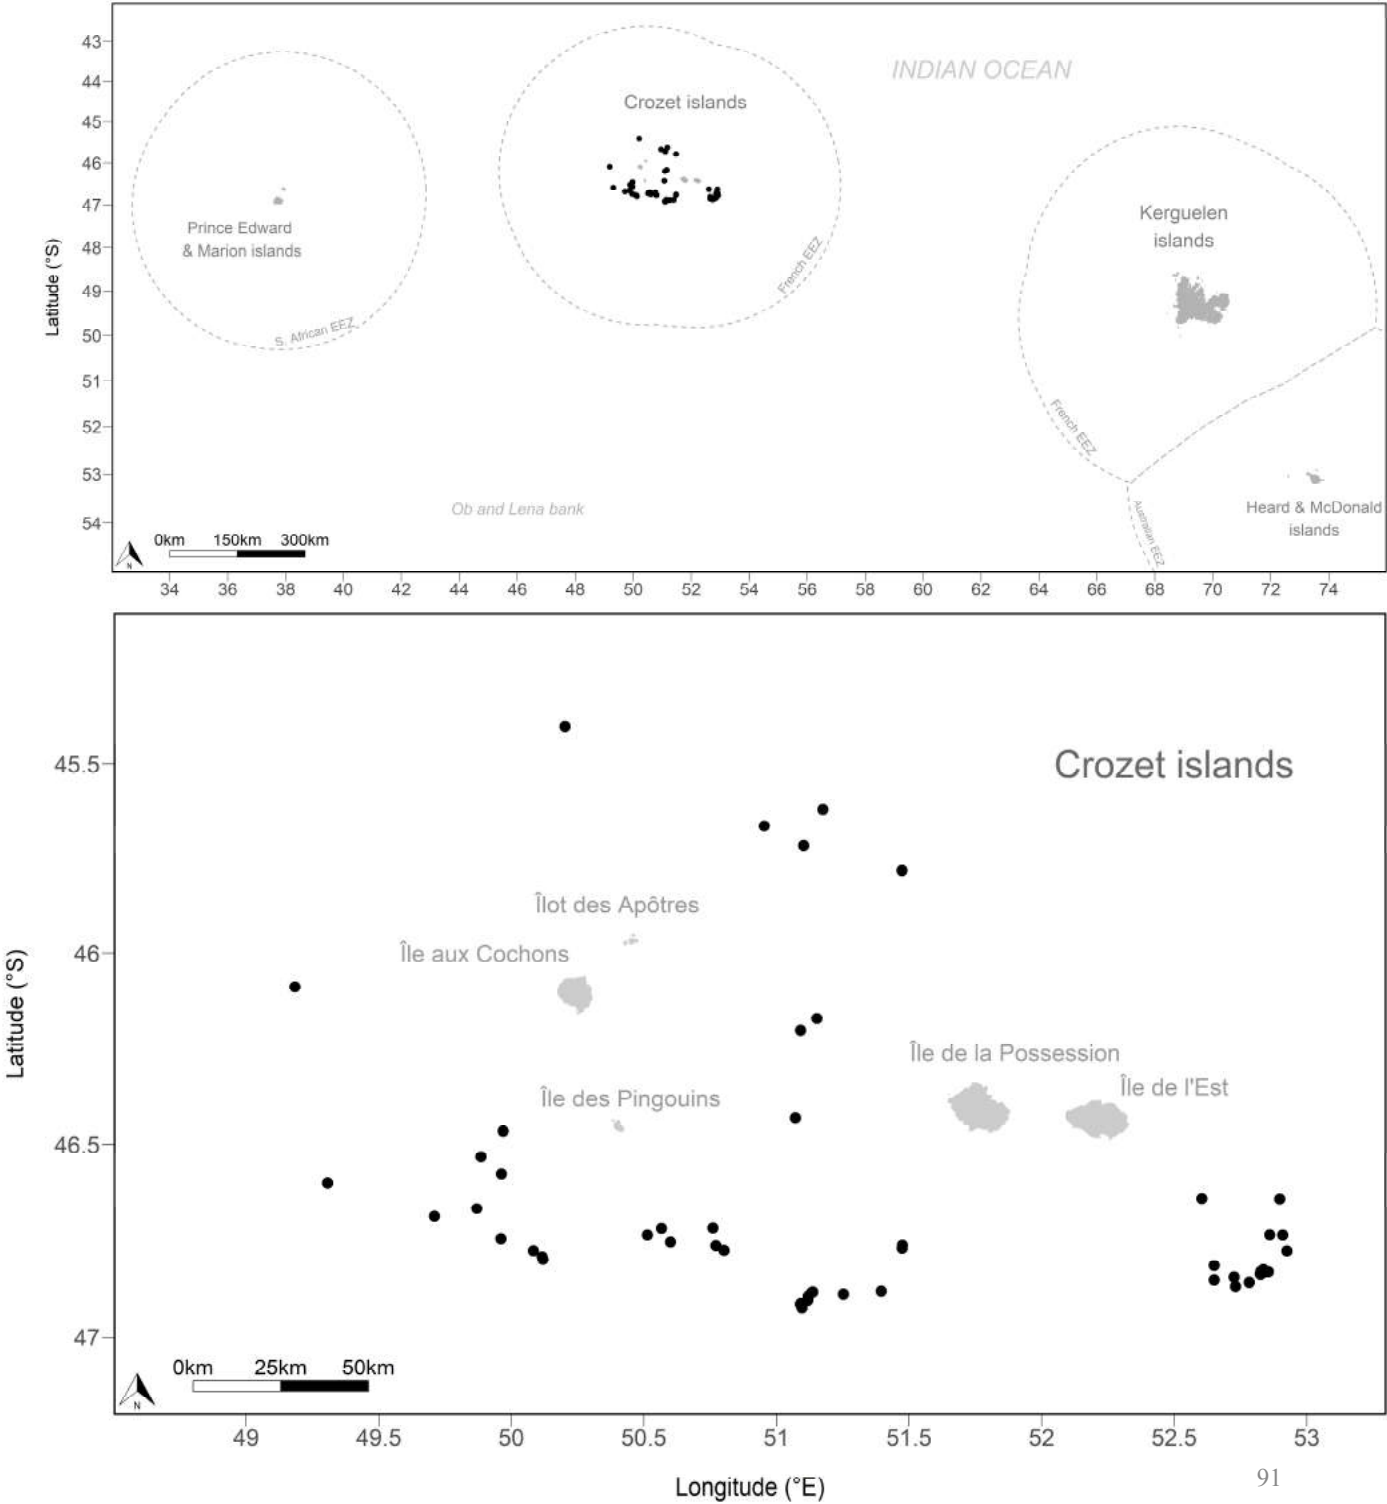 43
44
45
46
47
48
49
50
51
52
53
54
Latitude (°S)
INDIAN OCEAN
Crozet islands
Prince Edward
& Marion islands
S. African EEZ
French EEZ
Kerguelen
islands
French EEZ
Australian EEZ
Heard & McDonald
islands
Ob and Lena bank
0km 150km 300km
N
34 36 38 40 42 44 46 48 50 52 54 56 58 60 62 64 66 68 70 72 74
Crozet islands
45.5
46
46.5
47
Latitude (°S)
Îlot des Apôtres
Île aux Cochons
Île de la Possession
Île de l'Est
Île des Pingouins
0km 25km 50km
N
49 49.5 50 50.5 51 51.5 52 52.5 53
Longitude (°E)
91